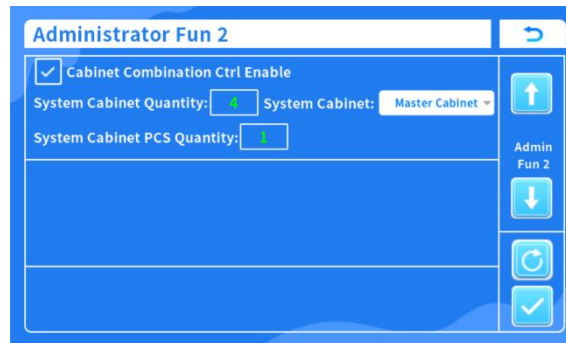 Administrator Fun 2
Cabinet Combination Ctrl Enable
System Cabinet Quantity: 4 System Cabinet: Master Cabinet
System Cabinet PCS Quantity: 1
Admin
Fun 2